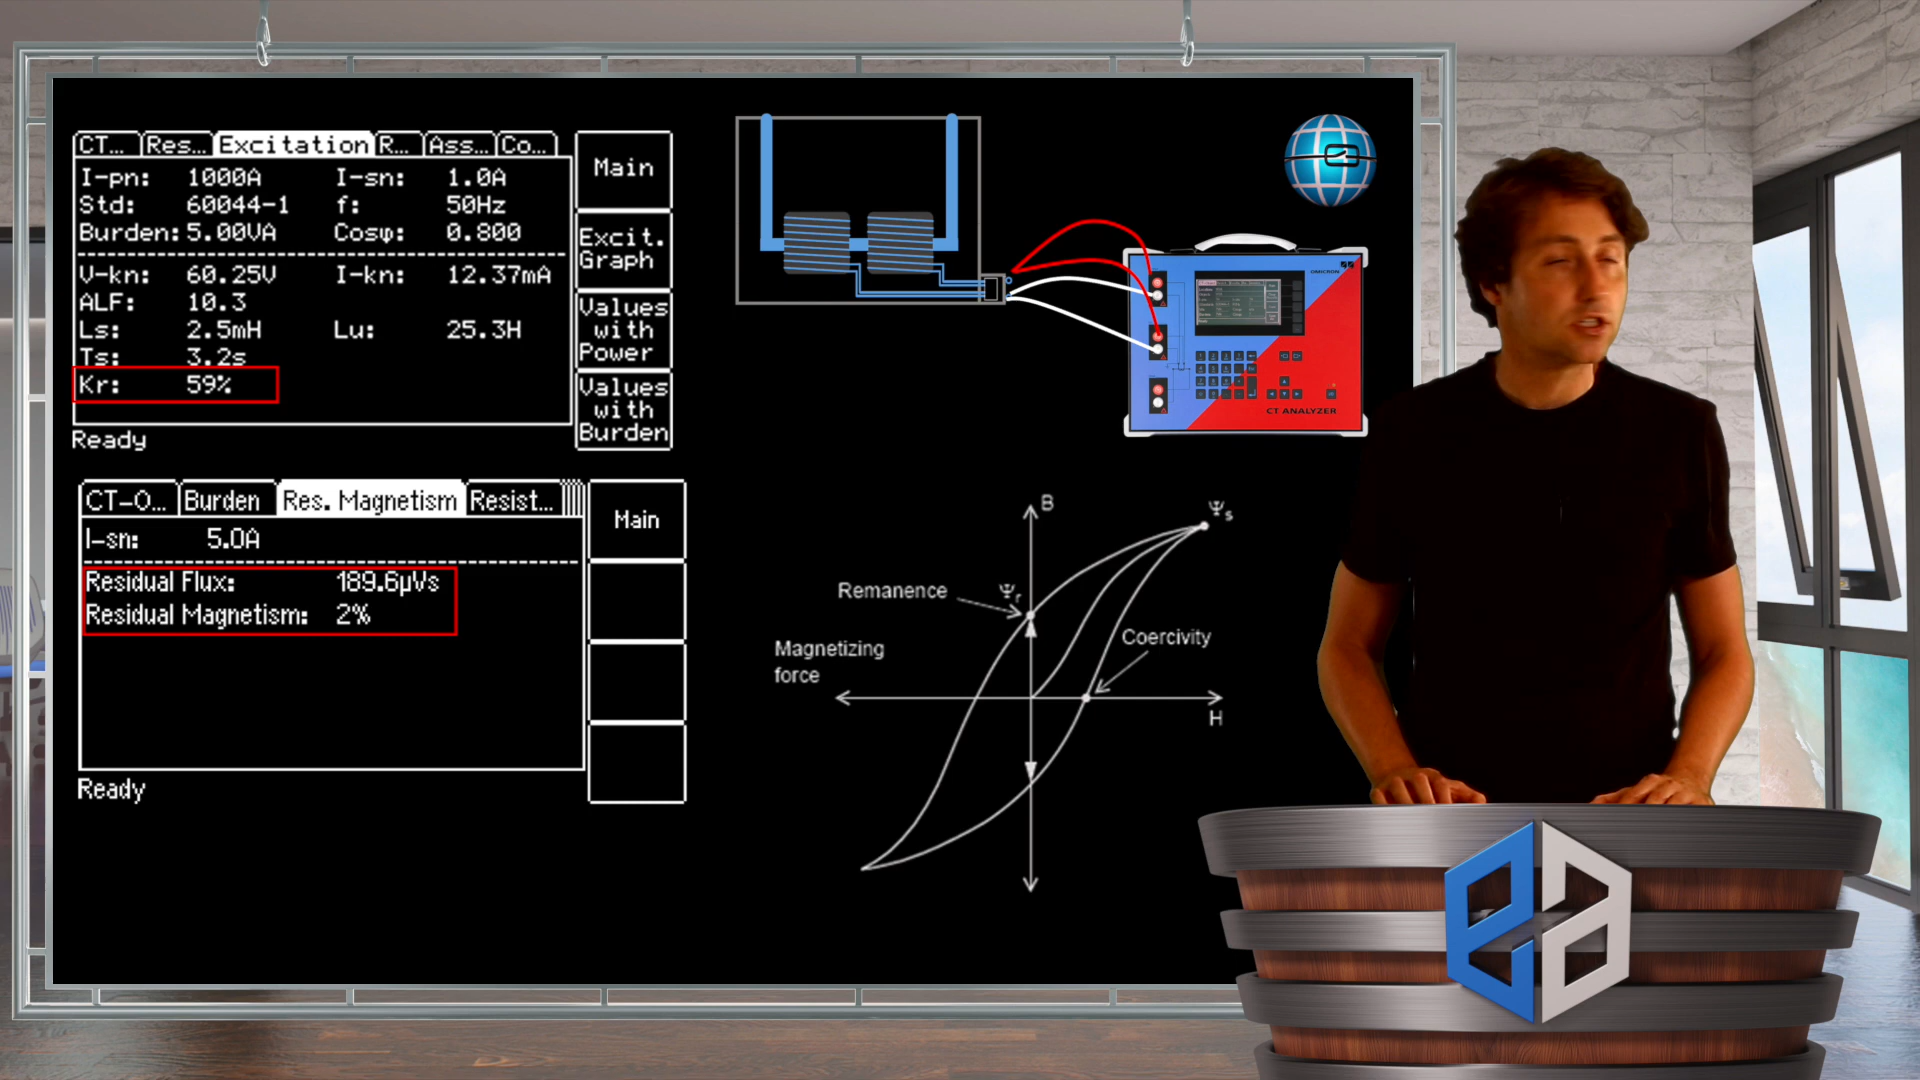 CT... Res... Excitation R... Ass... Co...
I-pn: 1000A I-sn: 1.0A
Std: 60044-1 f: 50Hz
Burden: 5.00VA Cosφ: 0.800
V-kn: 60.25V I-kn: 12.37mA
ALF: 10.3
Ls: 2.5mH Lu: 25.3H
Ts: 3.2s
Kr: 59%
Ready
Main
Excit.
Graph
Values
with
Power
Values
with
Burden
CT-O... Burden Res. Magnetism Resist...
I-sn: 5.0A
Residual Flux: 189.6µVs
Residual Magnetism: 2%
Ready
Main
OMICRON
CT ANALYZER
B
Ψs
Remanence
Ψr
Magnetizing
force
Coercivity
H
ea